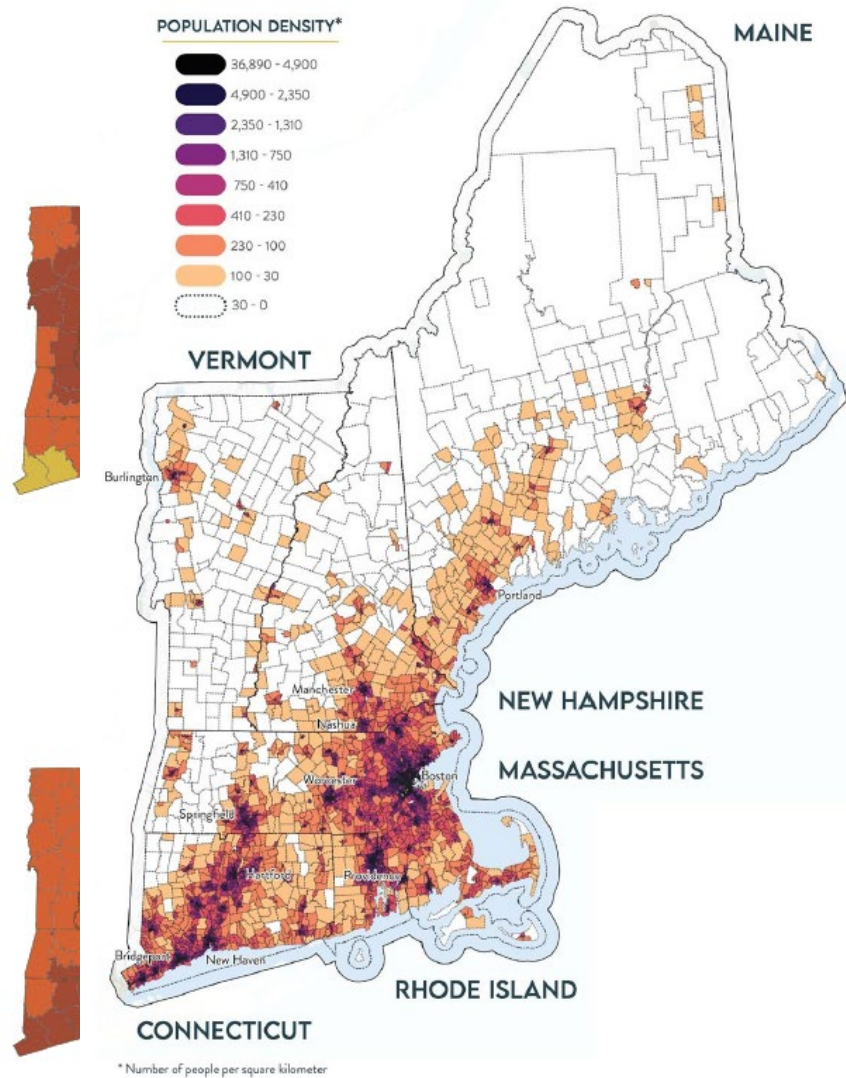 POPULATION DENSITY*
36,890 - 4,900
4,900 - 2,350
2,350 - 1,310
1,310 - 750
750 - 410
410 - 230
230 - 100
100 - 30
30 - 0
MAINE
VERMONT
Burlington
Portland
Manchester
NEW HAMPSHIRE
Nashua
MASSACHUSETTS
Boston
Worcester
Springfield
Hartford
Providence
Bridgeport
New Haven
RHODE ISLAND
CONNECTICUT
* Number of people per square kilometer